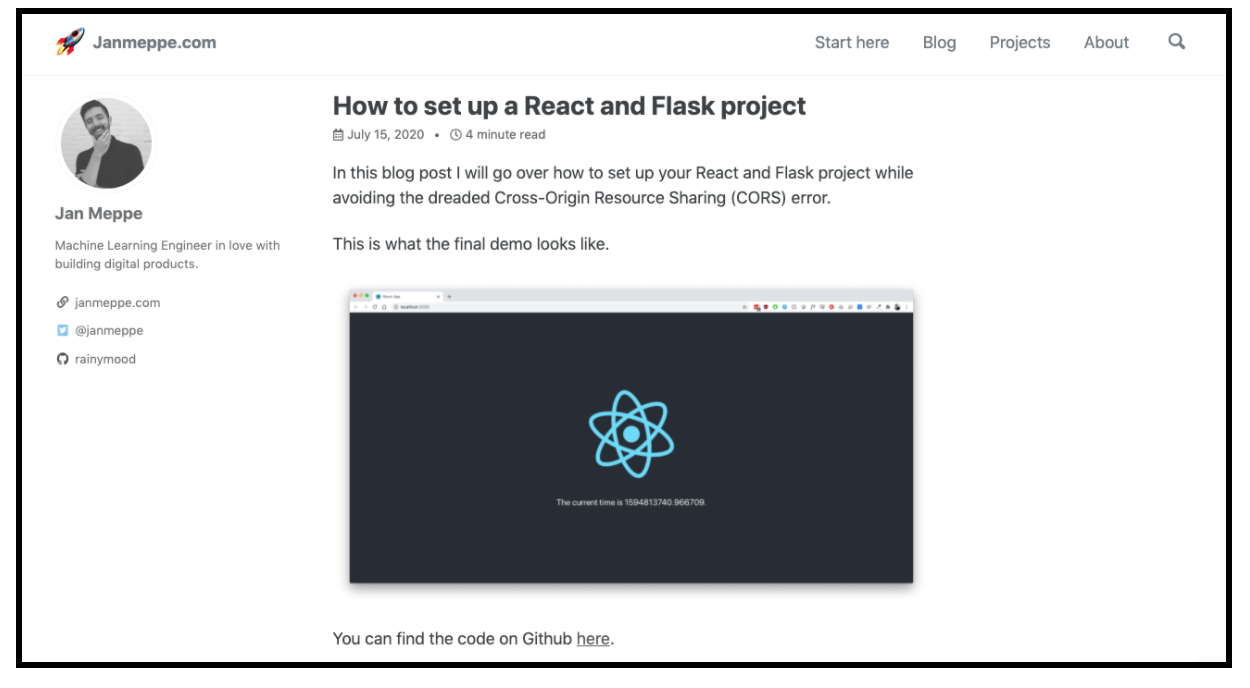 Janmeppe.com
Start here Blog Projects About
Jan Meppe
Machine Learning Engineer in love with
building digital products.
janmeppe.com
@janmeppe
rainymood
How to set up a React and Flask project
July 15, 2020 • 4 minute read
In this blog post I will go over how to set up your React and Flask project while
avoiding the dreaded Cross-Origin Resource Sharing (CORS) error.
This is what the final demo looks like.
React App
localhost:3000
The current time is 1594813740.966709.
You can find the code on Github here.